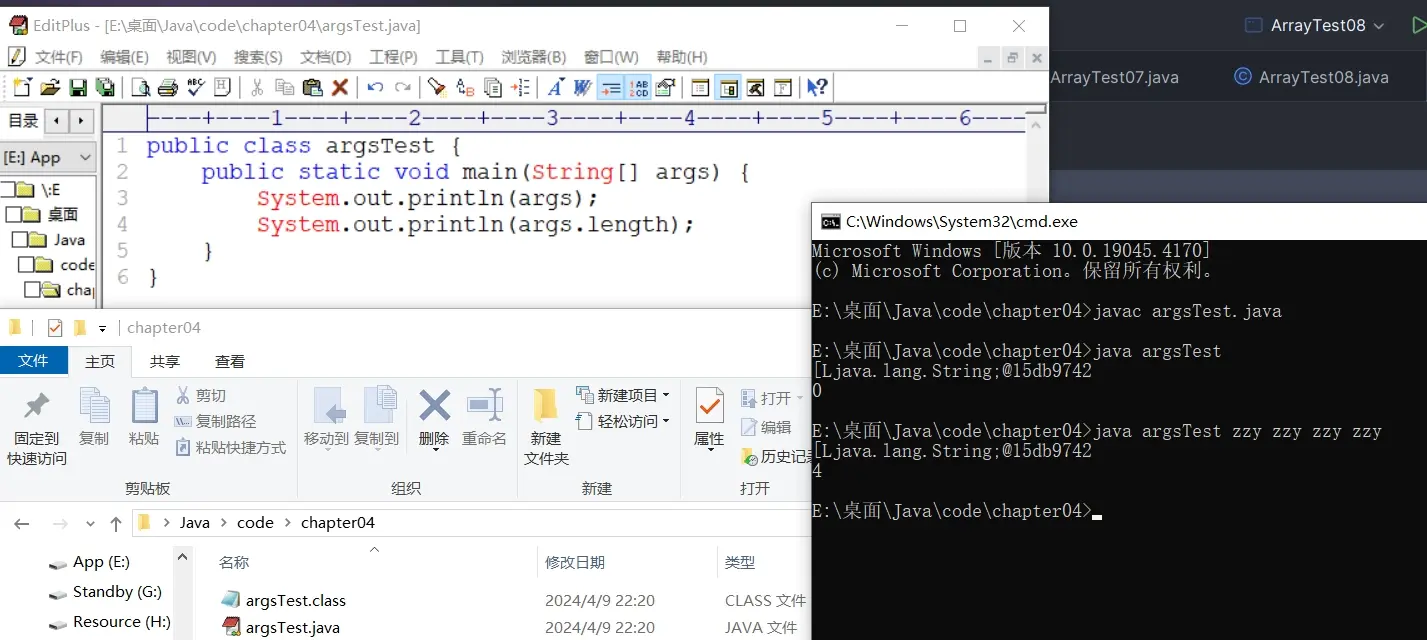 EditPlus - [E:\桌面\Java\code\chapter04\argsTest.java]
文件(F) 编辑(E) 视图(V) 搜索(S) 文档(D) 工程(P) 工具(T) 浏览器(B) 窗口(W) 帮助(H)
ArrayTest08
ArrayTest07.java ArrayTest08.java
目录
[E:] App
\:E
桌面
Java
code
----+----1----+----2----+----3----+----4----+----5----+----6----
1 public class argsTest {
2 public static void main(String[] args) {
3 System.out.println(args);
4 System.out.println(args.length);
5 }
6 }
chapter04
文件 主页 共享 查看
固定到
快速访问
复制
粘贴
剪切
复制路径
粘贴快捷方式
剪贴板
移动到 复制到 删除 重命名
组织
新建
文件夹
新建项目
轻松访问
新建
属性
打开
编辑
历史记
打开
Java > code > chapter04
App (E:)
Standby (G:)
Resource (H:)
名称 修改日期 类型
argsTest.class 2024/4/9 22:20 CLASS 文件
argsTest.java 2024/4/9 22:20 JAVA 文件
C:\Windows\System32\cmd.exe
Microsoft Windows [版本 10.0.19045.4170]
(c) Microsoft Corporation。保留所有权利。
E:\桌面\Java\code\chapter04>javac argsTest.java
E:\桌面\Java\code\chapter04>java argsTest
[Ljava.lang.String;@15db9742
0
E:\桌面\Java\code\chapter04>java argsTest zzy zzy zzy zzy
[Ljava.lang.String;@15db9742
4
E:\桌面\Java\code\chapter04>